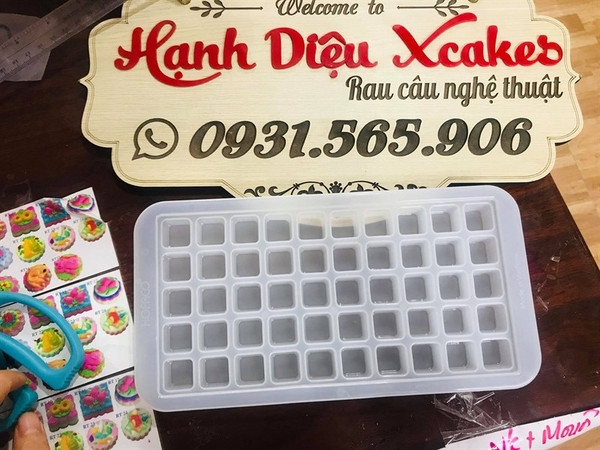 Welcome to
Hạnh Diệu Xcakes
Rau câu nghệ thuật
0931.565.906